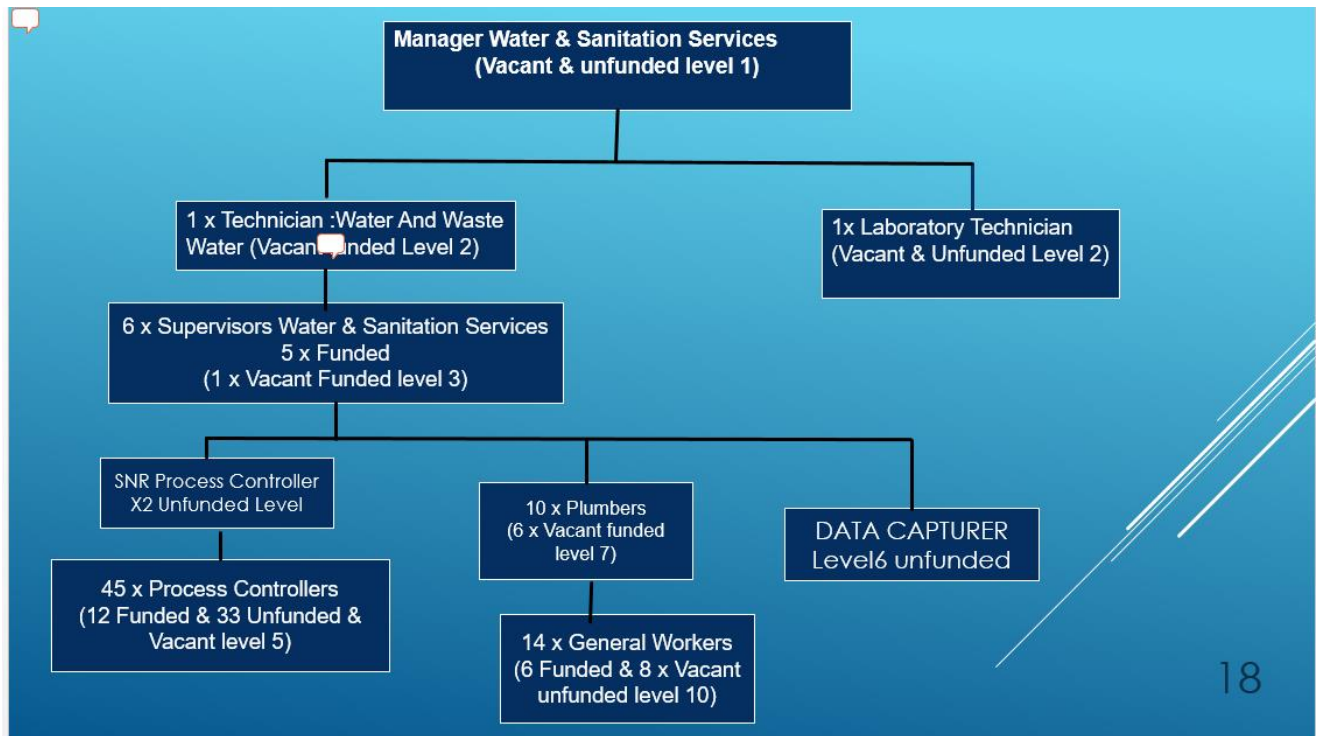 Manager Water & Sanitation Services
(Vacant & unfunded level 1)
1 x Technician :Water And Waste
Water (Vacant unded Level 2)
1x Laboratory Technician
(Vacant & Unfunded Level 2)
6 x Supervisors Water & Sanitation Services
5 x Funded
(1 x Vacant Funded level 3)
SNR Process Controller
X2 Unfunded Level
45 x Process Controllers
(12 Funded & 33 Unfunded &
Vacant level 5)
10 x Plumbers
(6 x Vacant funded
level 7)
14 x General Workers
(6 Funded & 8 x Vacant
unfunded level 10)
DATA CAPTURER
Level6 unfunded
18